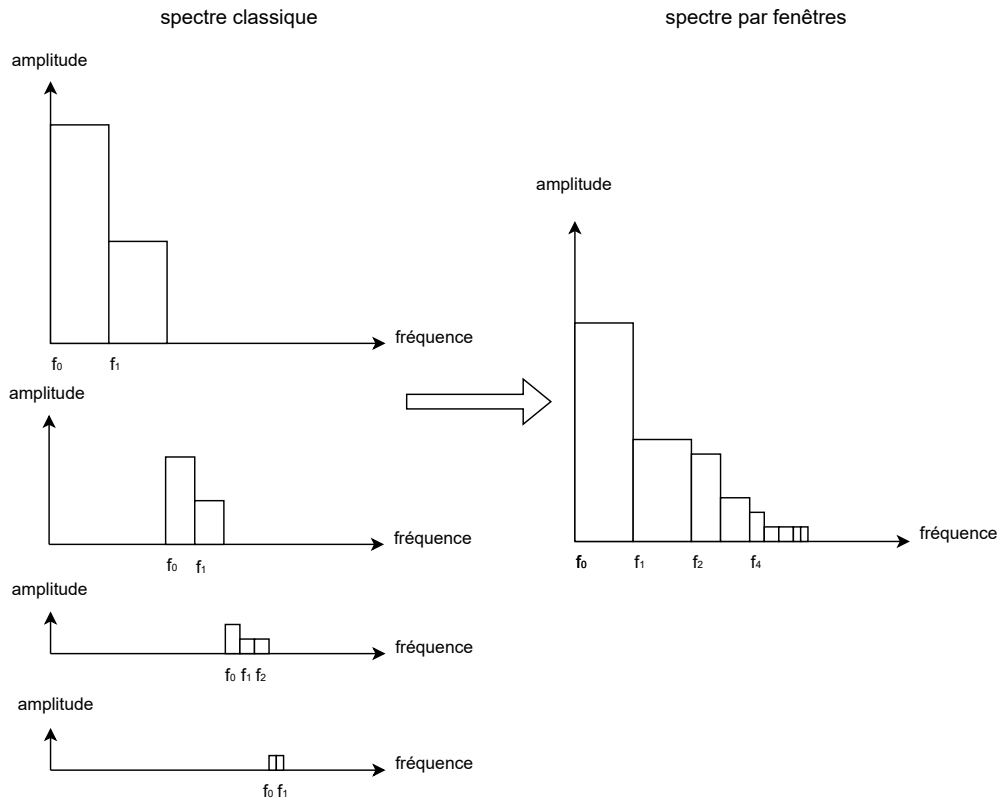 spectre classique
spectre par fenêtres
amplitude
fréquence
f₀ f₁
amplitude
fréquence
f₀ f₁
amplitude
fréquence
f₀ f₁ f₂
amplitude
fréquence
f₀ f₁
amplitude
fréquence
f₀ f₁ f₂ f₄